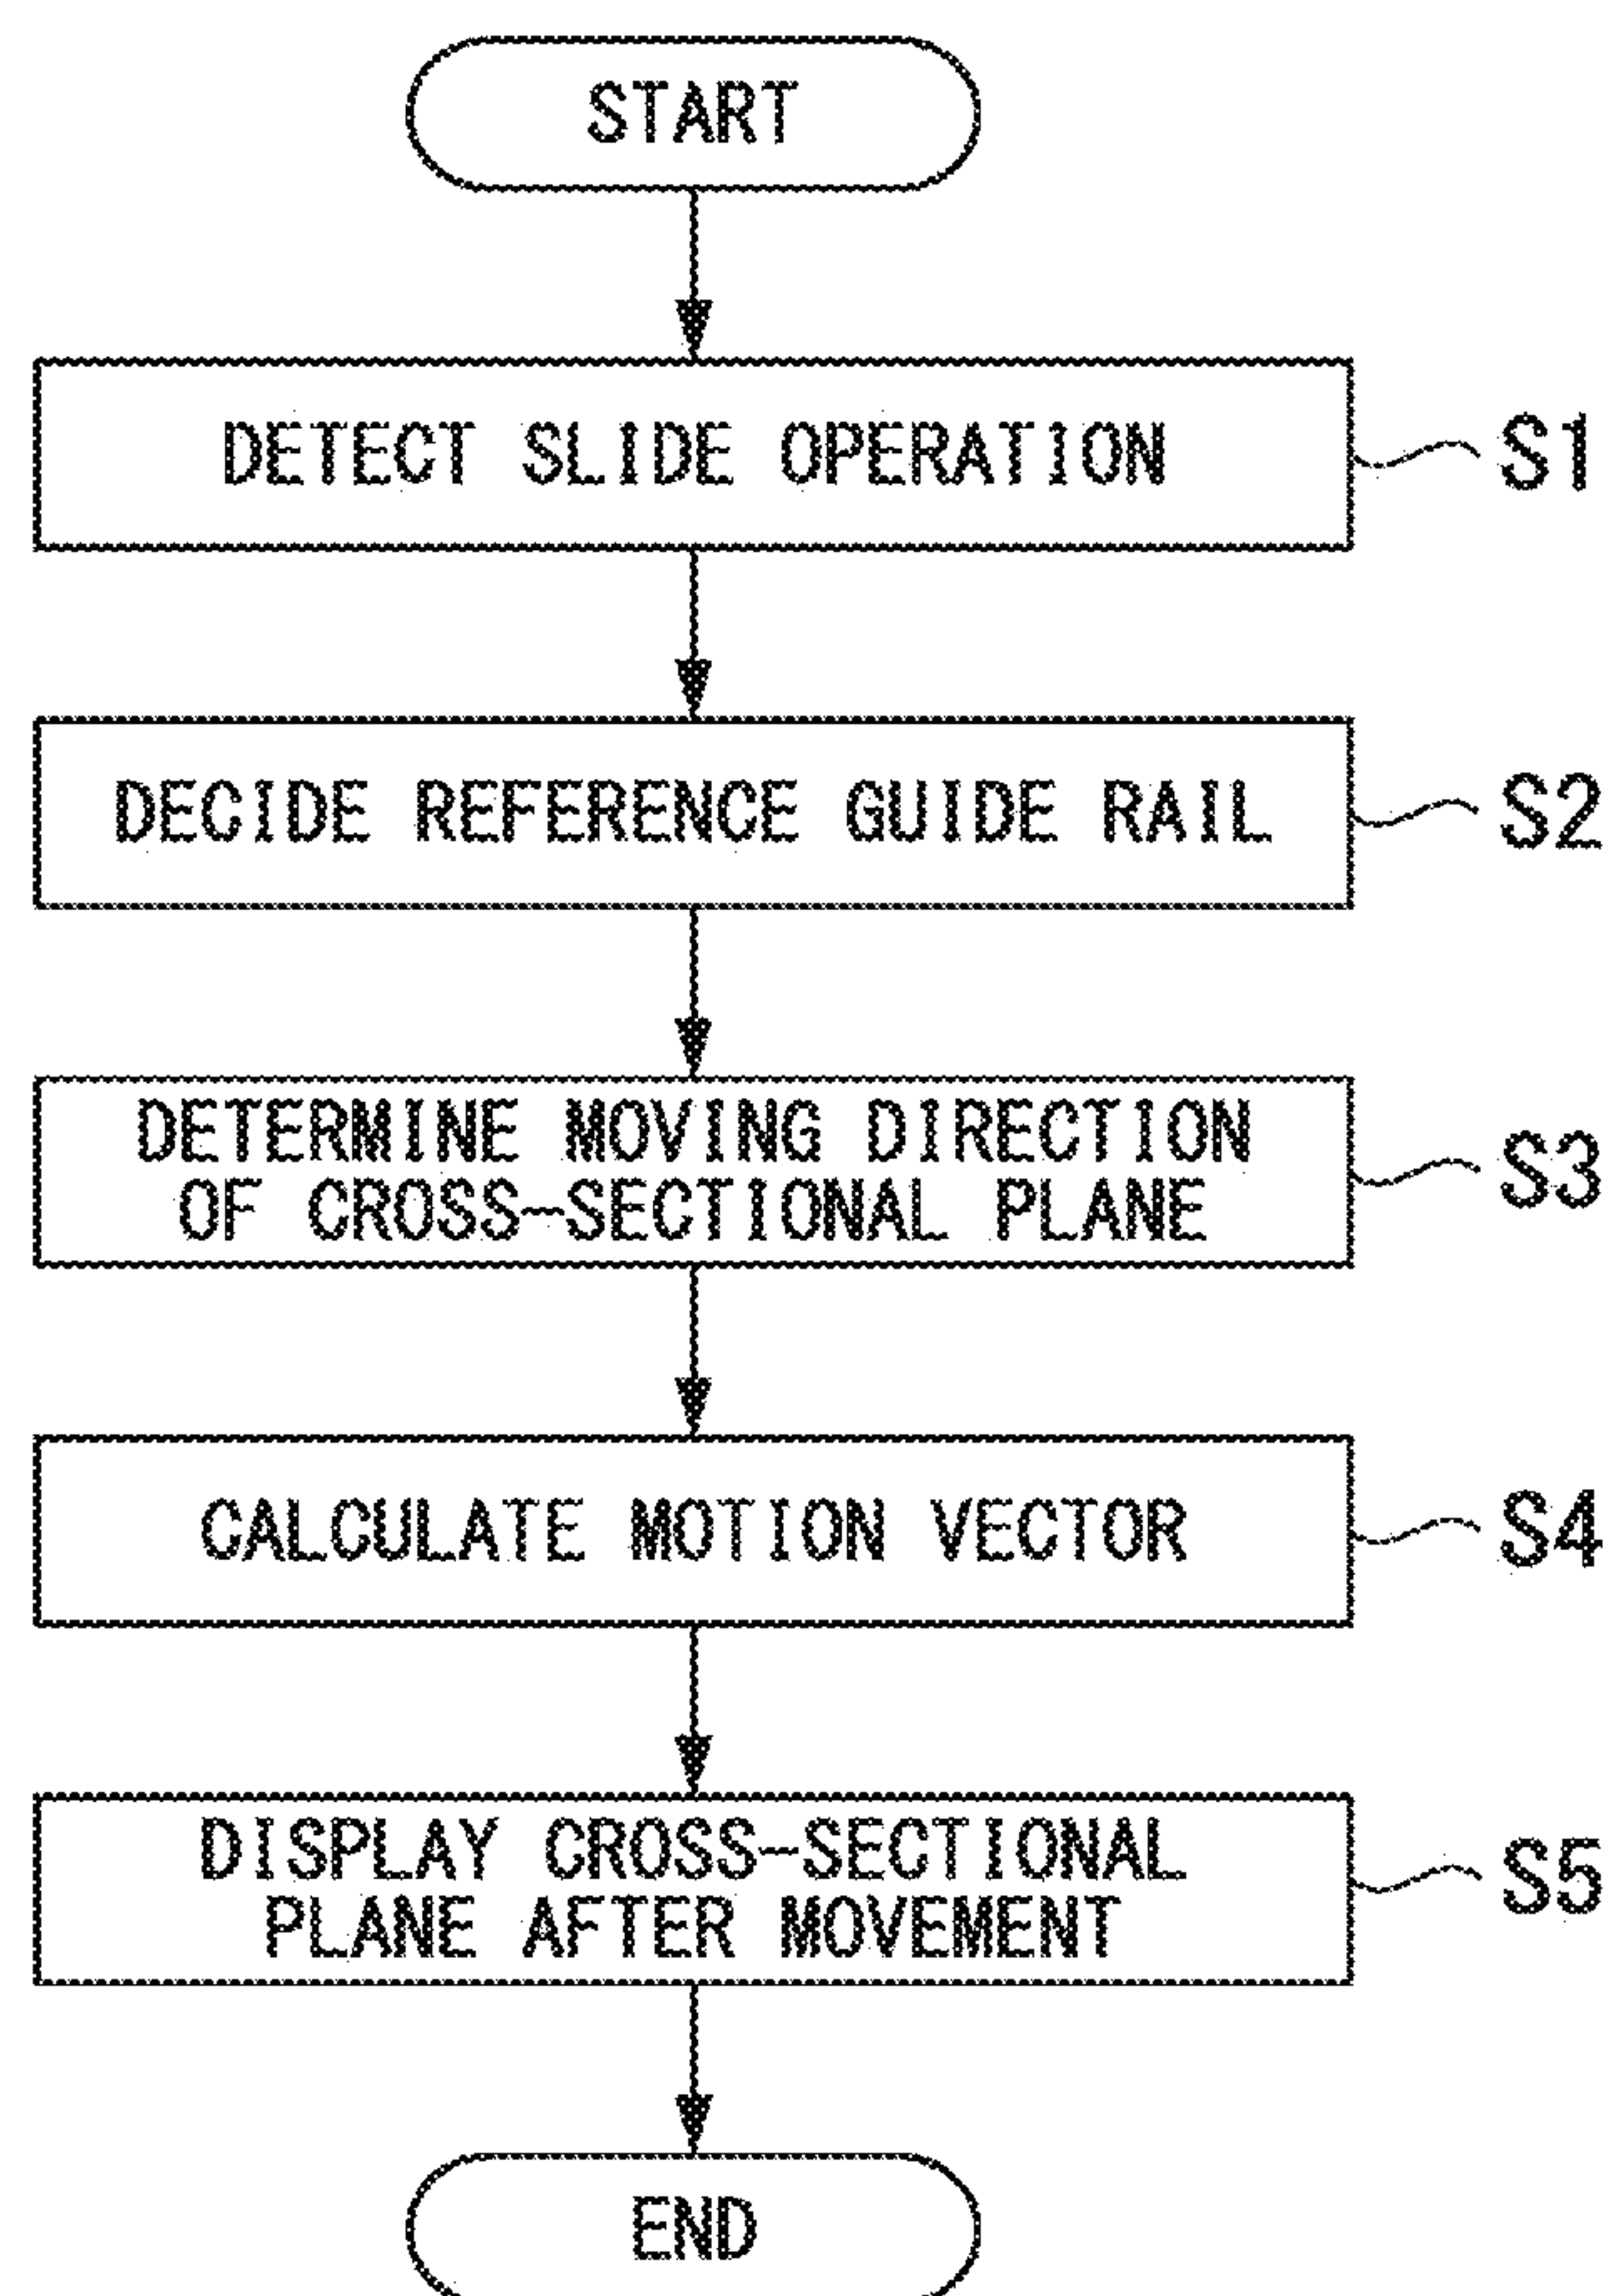 START
DETECT SLIDE OPERATION
S1
DECIDE REFERENCE GUIDE RAIL
S2
DETERMINE MOVING DIRECTION
OF CROSS-SECTIONAL PLANE
S3
CALCULATE MOTION VECTOR
S4
DISPLAY CROSS-SECTIONAL
PLANE AFTER MOVEMENT
S5
END